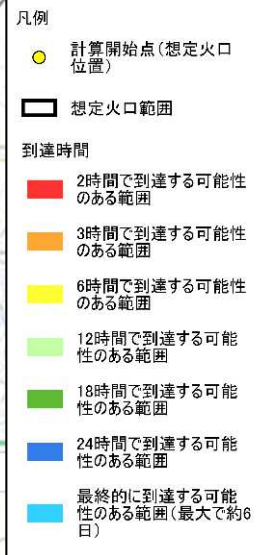 凡例
計算開始点(想定火口
位置)
想定火口範囲
到達時間
2時間で到達する可能性
のある範囲
3時間で到達する可能性
のある範囲
6時間で到達する可能性
のある範囲
12時間で到達する可能
性のある範囲
18時間で到達する可能
性のある範囲
24時間で到達する可能
性のある範囲
最終的に到達する可能
性のある範囲(最大で約6
日)